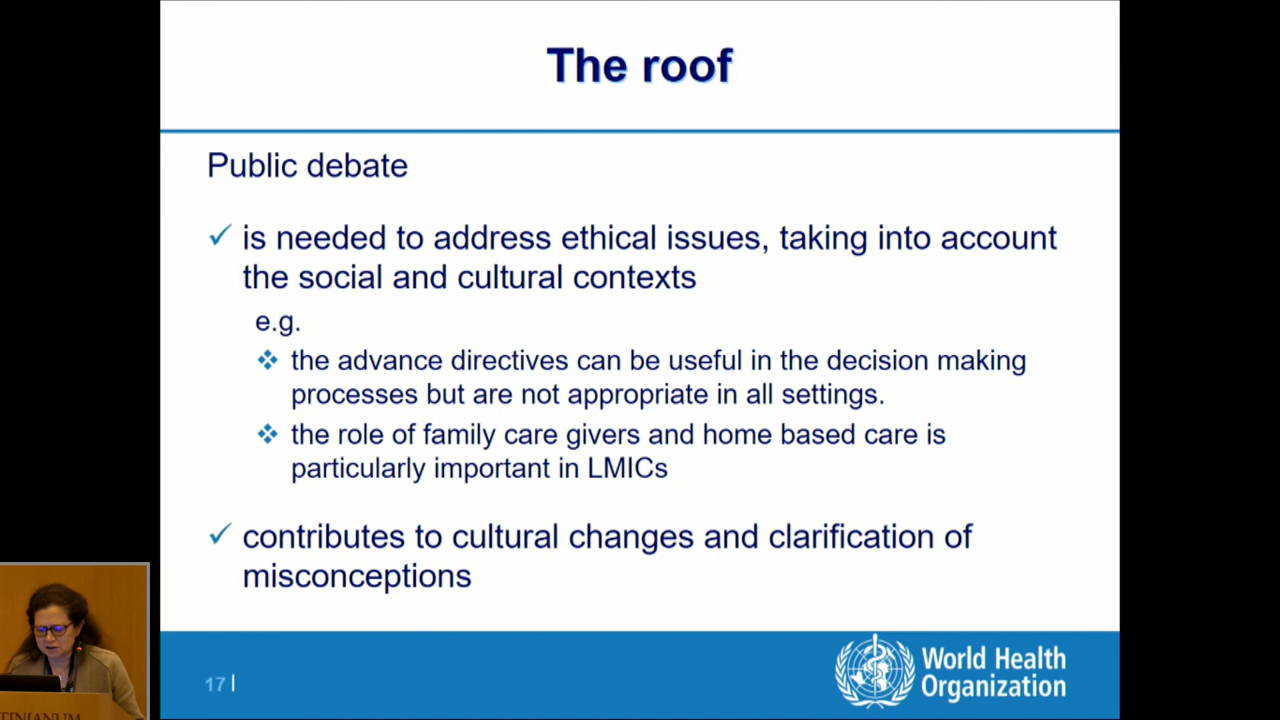 The roof
Public debate
✓ is needed to address ethical issues, taking into account
the social and cultural contexts
e.g.
❖ the advance directives can be useful in the decision making
processes but are not appropriate in all settings.
❖ the role of family care givers and home based care is
particularly important in LMICs
✓ contributes to cultural changes and clarification of
misconceptions
17 |
World Health
Organization
TINIANUM